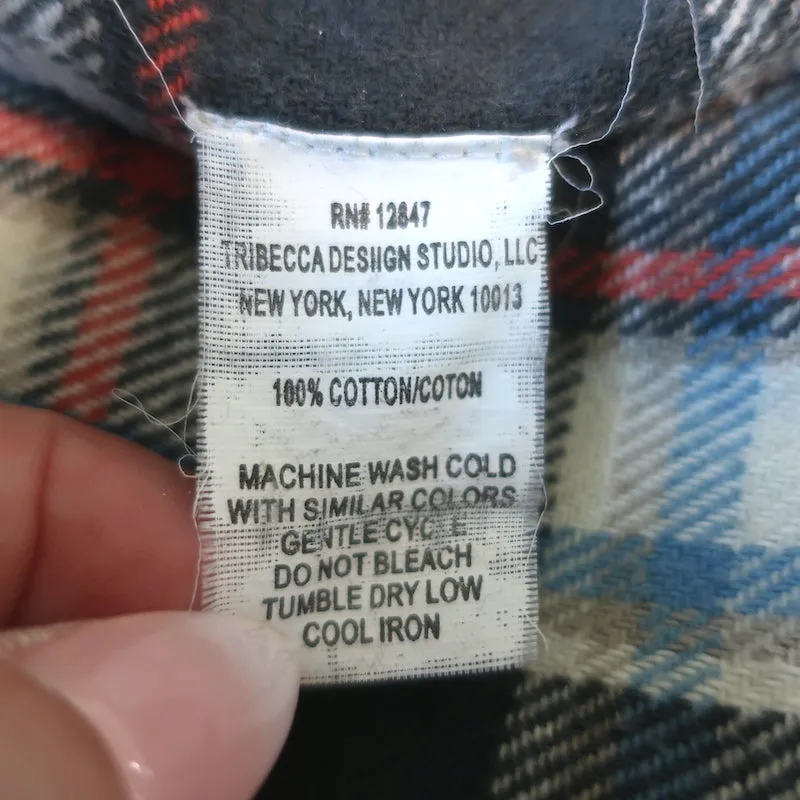 RN# 12847
TRIBECCA DESIIGN STUDIO, LLC
NEW YORK, NEW YORK 10013
100% COTTON/COTON
MACHINE WASH COLD
WITH SIMILAR COLORS
GENTLE CYCLE
DO NOT BLEACH
TUMBLE DRY LOW
COOL IRON